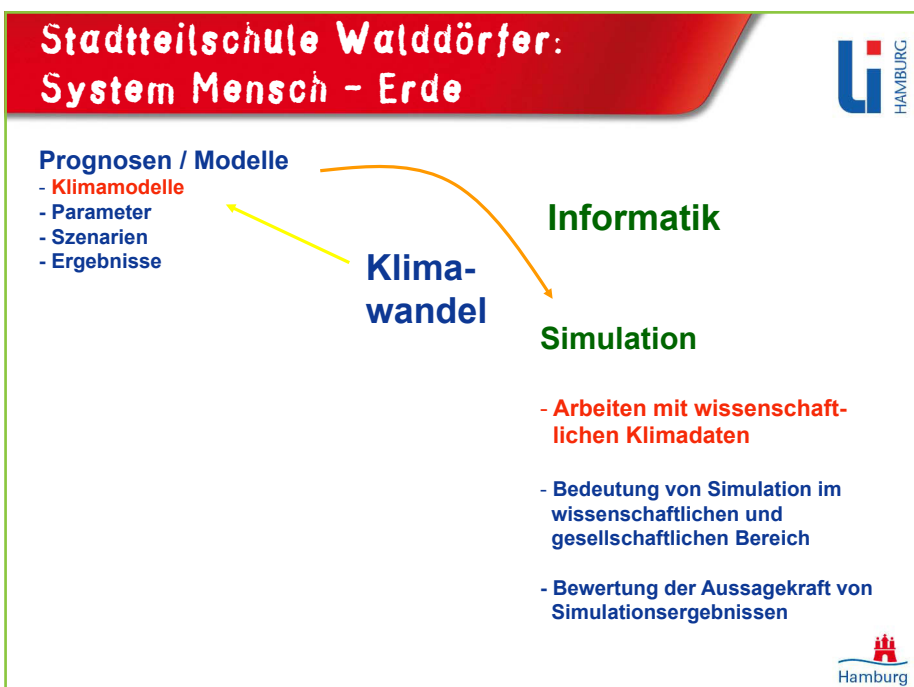 Stadtteilschule Walddörfer:
System Mensch - Erde
Li
HAMBURG
Prognosen / Modelle
- Klimamodelle
- Parameter
- Szenarien
- Ergebnisse
Klima-
wandel
Informatik
Simulation
- Arbeiten mit wissenschaft-
lichen Klimadaten
- Bedeutung von Simulation im
wissenschaftlichen und
gesellschaftlichen Bereich
- Bewertung der Aussagekraft von
Simulationsergebnissen
Hamburg